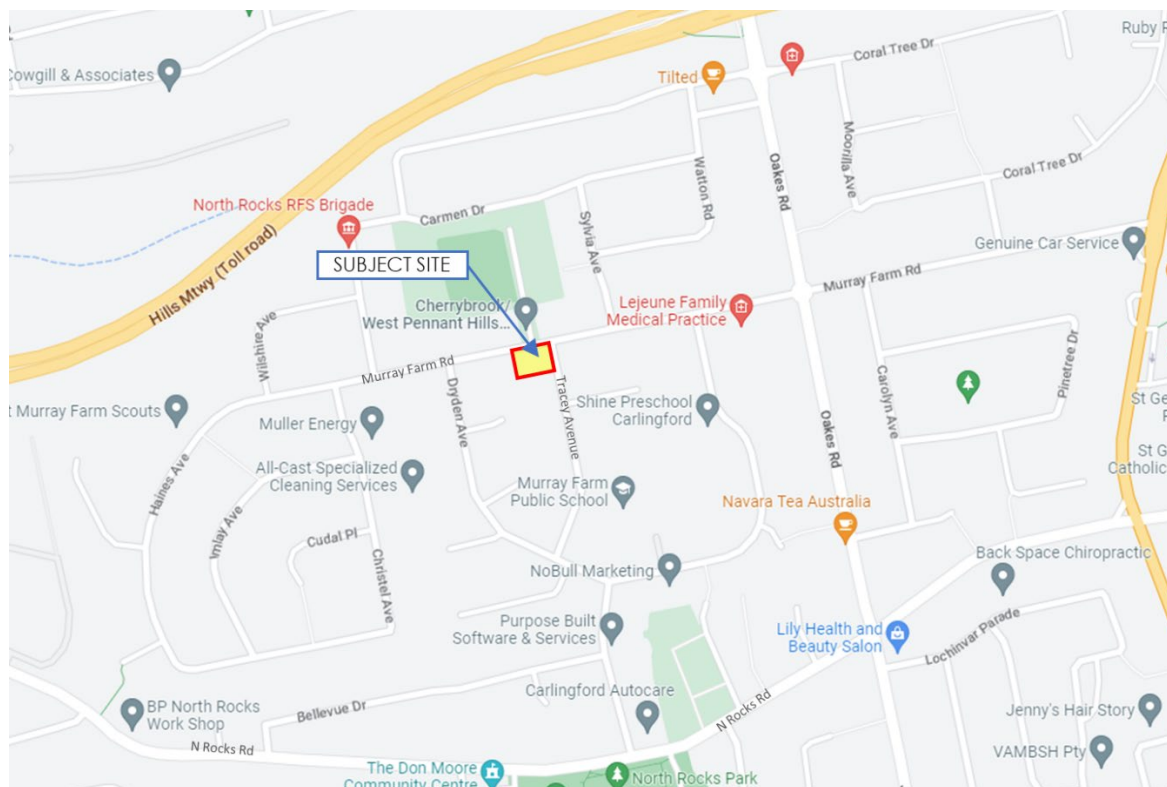 Ruby
Coral Tree Dr
Cowgill & Associates
Tilted
Moorilla Ave
Oakes Rd
Watton Rd
Coral Tree Dr
North Rocks RFS Brigade
Carmen Dr
Sylvia Ave
Genuine Car Service
SUBJECT SITE
Hills Mtwy (Toll road)
Murray Farm Rd
Cherrybrook/
West Pennant Hills...
Lejeune Family
Medical Practice
Wilshire Ave
Murray Farm Rd
Dryden Ave
Tracey Avenue
Carolyn Ave
Pinetree Dr
Murray Farm Scouts
Muller Energy
Shine Preschool
Carlingford
Oakes Rd
St Ge
St G
Catholic
All-Cast Specialized
Cleaning Services
Haines Ave
Imlay Ave
Murray Farm
Public School
Navara Tea Australia
Cudal Pl
Christel Ave
NoBull Marketing
Back Space Chiropractic
Purpose Built
Software & Services
Lily Health and
Beauty Salon
Lochinvar Parade
Carlingford Autocare
BP North Rocks
Work Shop
Bellevue Dr
N Rocks Rd
Jenny's Hair Story
N Rocks Rd
VAMBSH Pty
The Don Moore
Community Centre
North Rocks Park